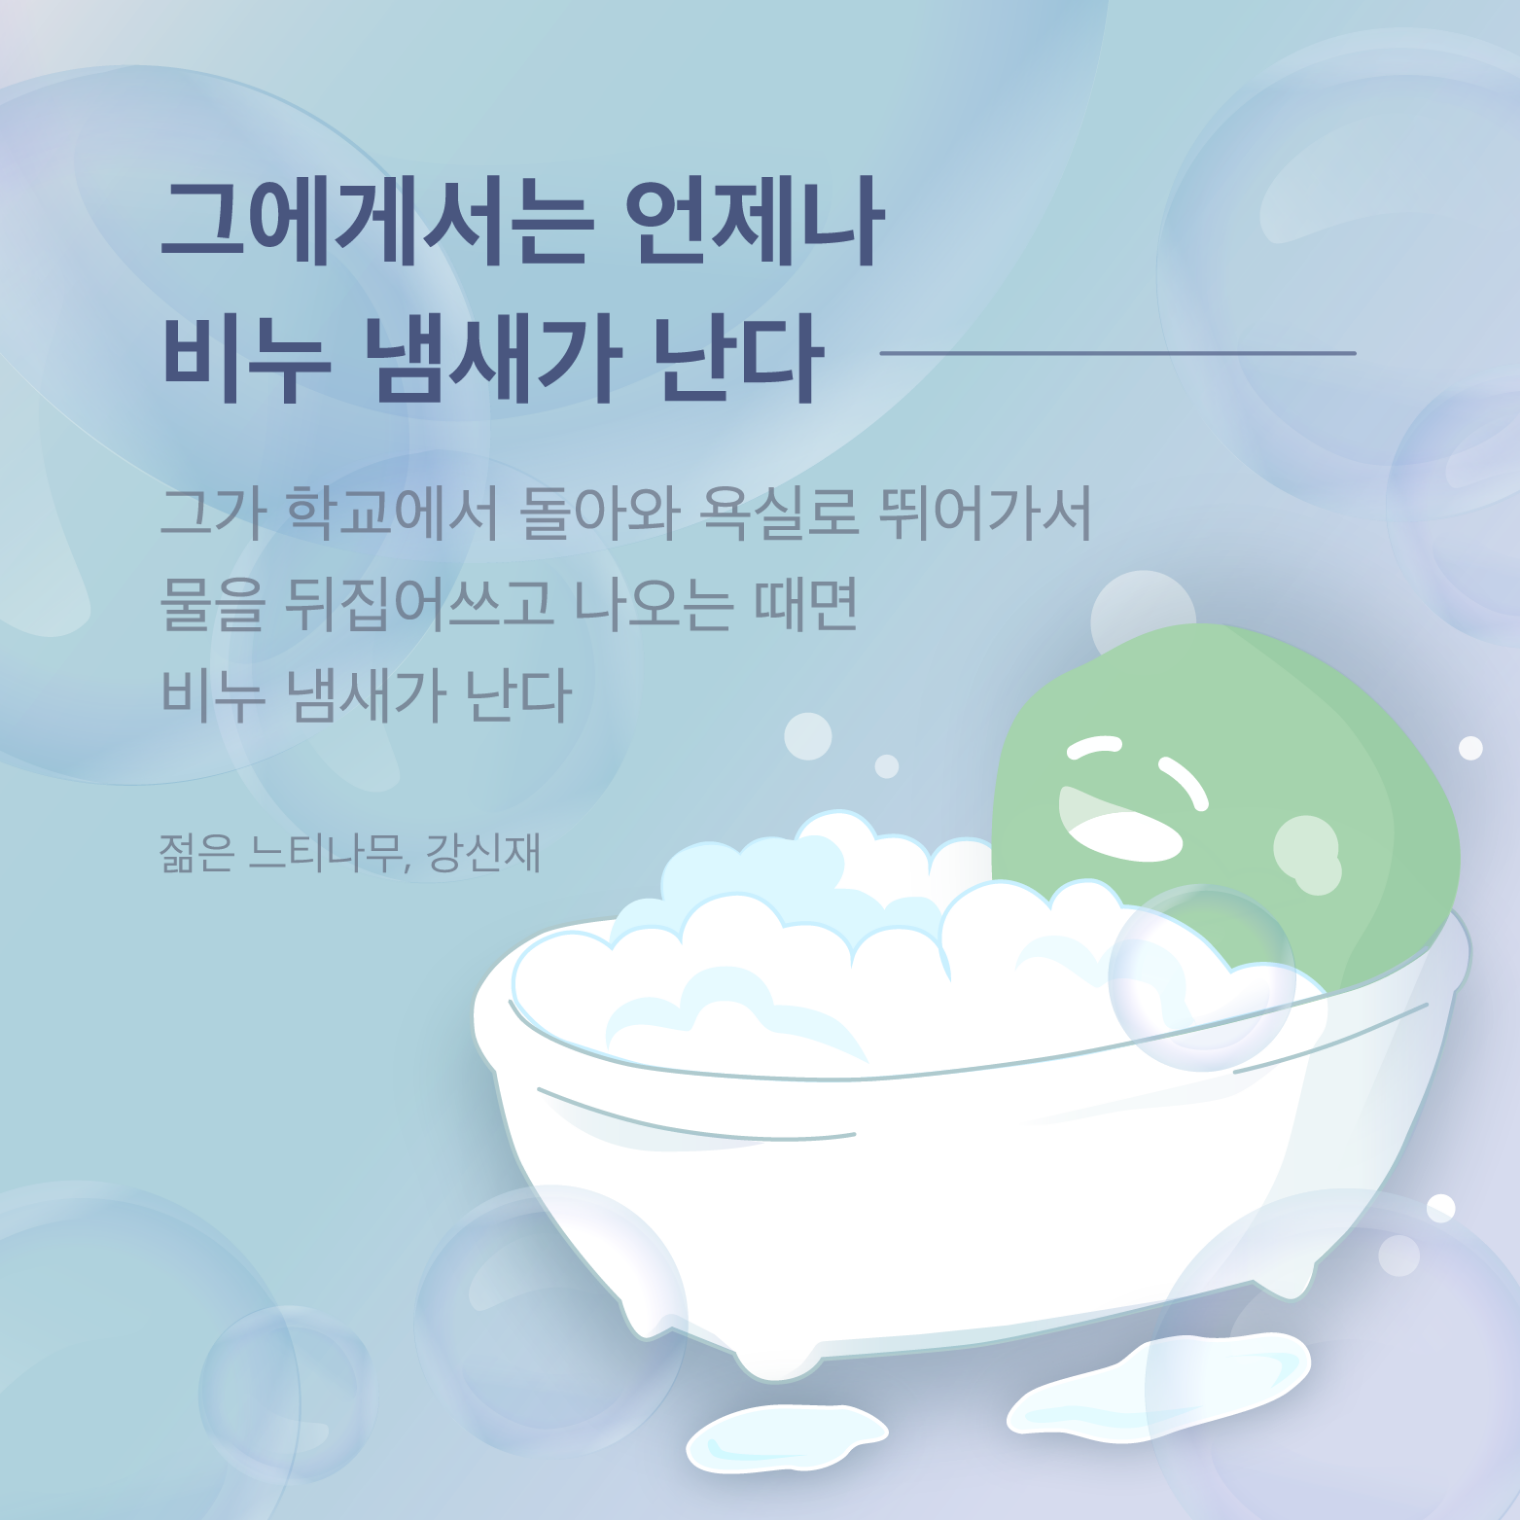 그에게서는 언제나
비누 냄새가 난다
그가 학교에서 돌아와 욕실로 뛰어가서
물을 뒤집어쓰고 나오는 때면
비누 냄새가 난다
젊은 느티나무, 강신재